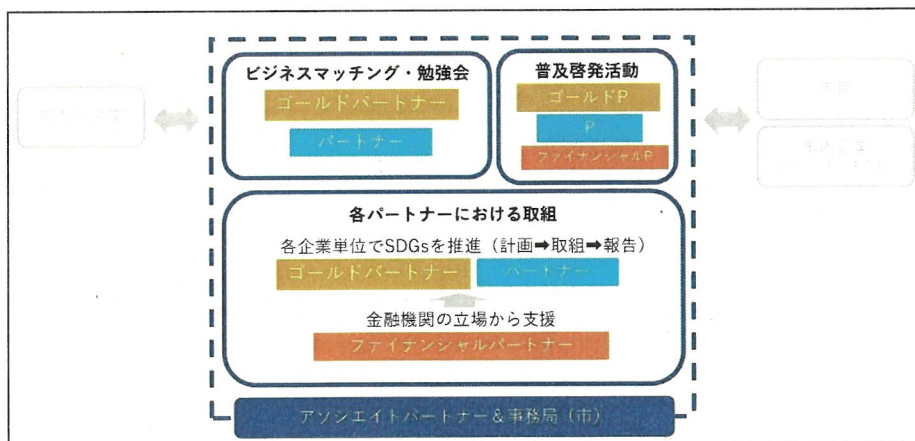 ビジネスマッチング・勉強会
ゴールドパートナー
パートナー
普及啓発活動
ゴールドP
P
ファイナンシャルP
各パートナーにおける取組
各企業単位でSDGsを推進（計画➡取組➡報告）
ゴールドパートナー
パートナー
金融機関の立場から支援
ファイナンシャルパートナー
アソシエイトパートナー＆事務局（市）